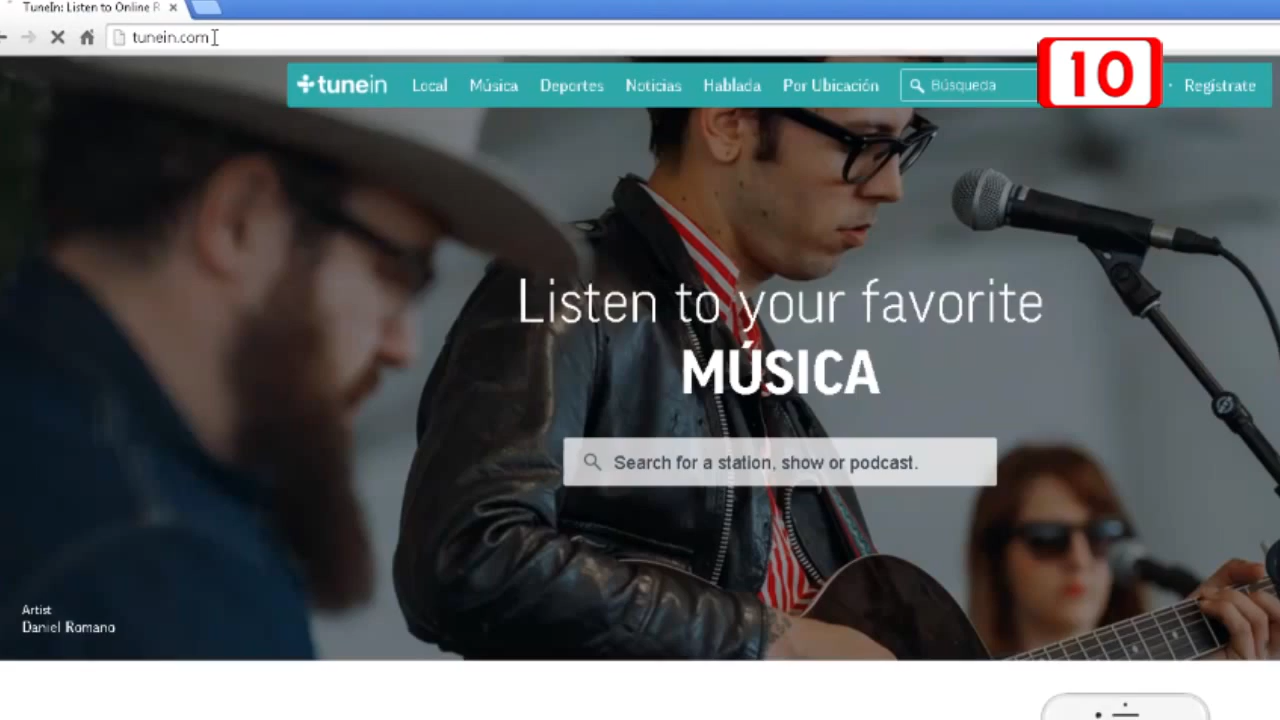 TuneIn: Listen to Online R
tunein.com
tunein Local Música Deportes Noticias Hablada Por Ubicación Búsqueda 10 Regístrate
Listen to your favorite
MÚSICA
Search for a station, show or podcast.
Artist
Daniel Romano